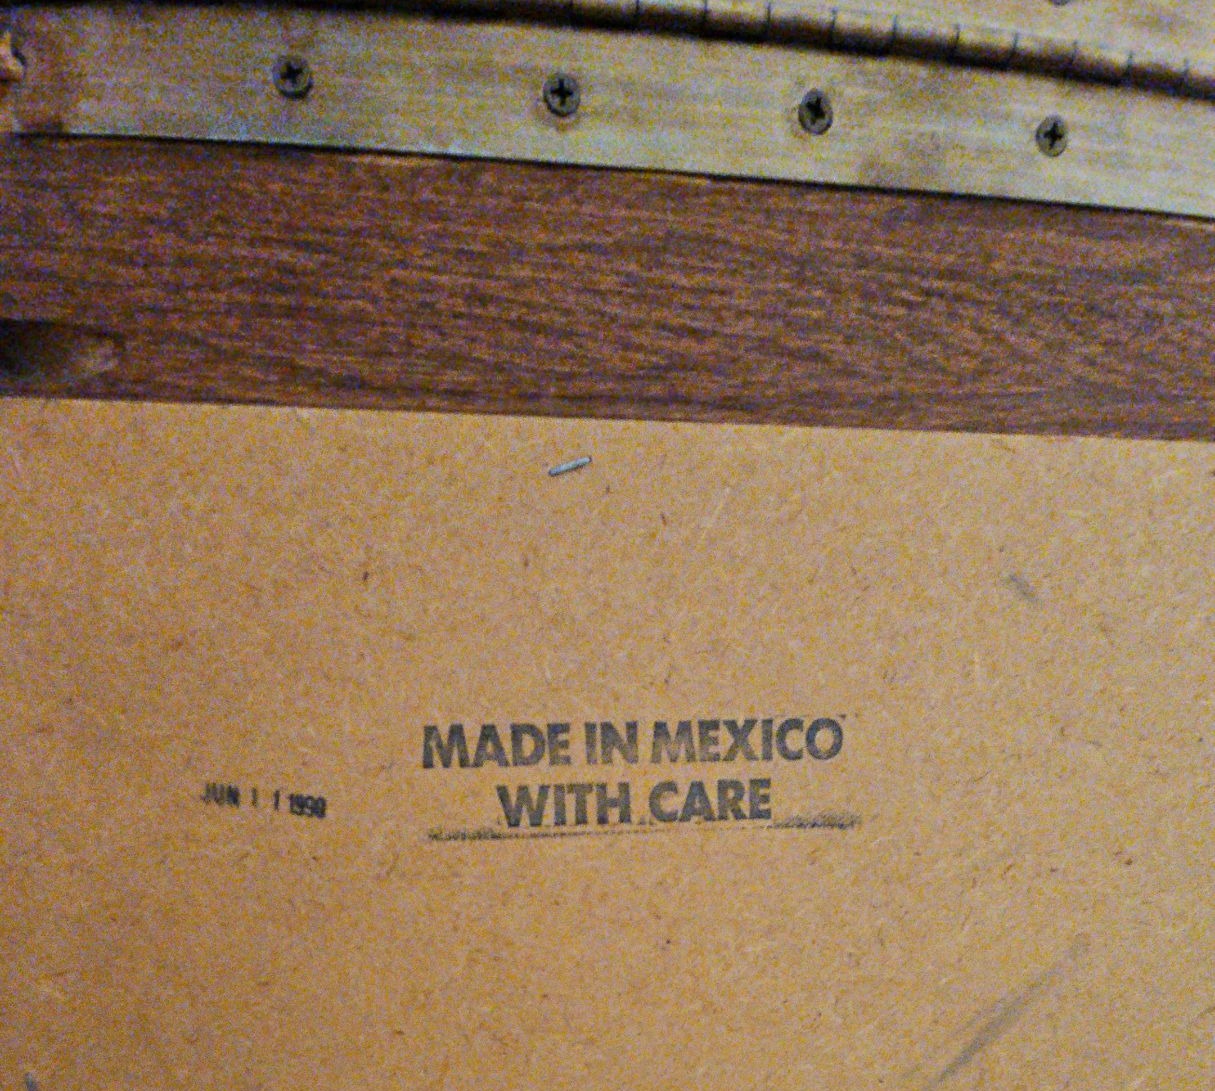 MADE IN MEXICO
WITH CARE
JUN 1 1 1990